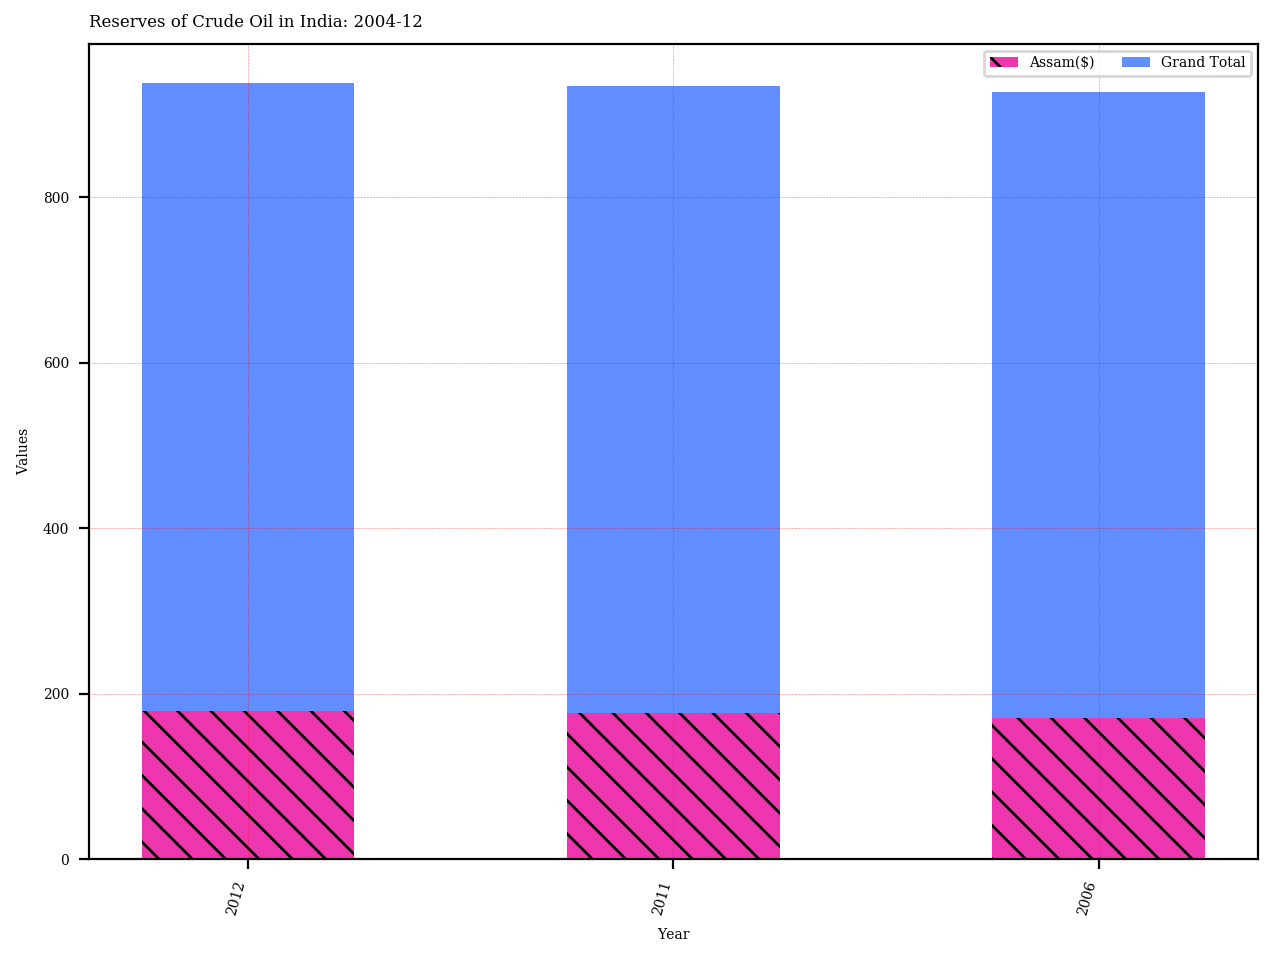 Reserves of Crude Oil in India: 2004-12
Assam($) Grand Total
800
600
400
200
0
Values
2012 2011 2006
Year